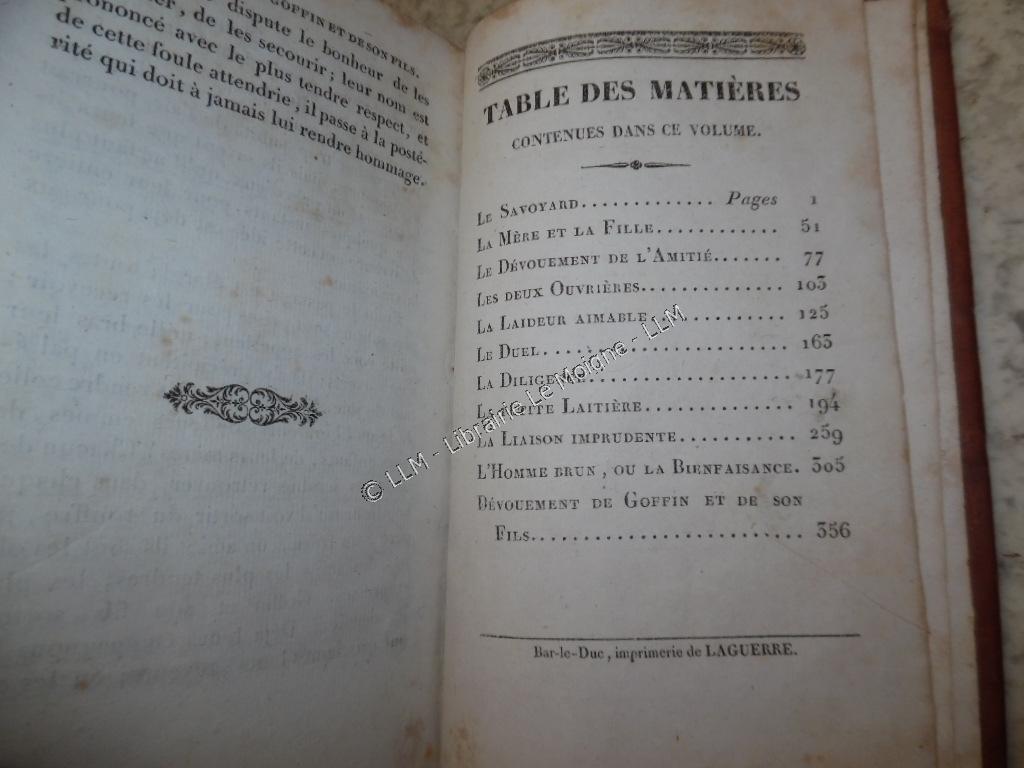 GOFFIN ET DE SON FILS.
dispute le bonheur de les
de les secourir; leur nom est
prononcé avec le plus tendre respect, et
de cette foule attendrie, il passe à la posté-
rité qui doit à jamais lui rendre hommage.
TABLE DES MATIÈRES
CONTENUES DANS CE VOLUME.
LE SAVOYARD............. Pages 1
LA MÈRE ET LA FILLE............ 51
LE DÉVOUEMENT DE L'AMITIÉ....... 77
LES DEUX OUVRIÈRES.............. 103
LA LAIDEUR AIMABLE............ 125
LE DUEL........................ 163
LA DILIGENCE.................... 177
LA PETITE LAITIÈRE.............. 194
LA LIAISON IMPRUDENTE........... 259
L'HOMME BRUN, OU LA BIENFAISANCE. 305
DÉVOUEMENT DE GOFFIN ET DE SON
FILS.......................... 356
Bar-le-Duc, imprimerie de LAGUERRE.
© LLM - Librairie Le Moigne - LLM